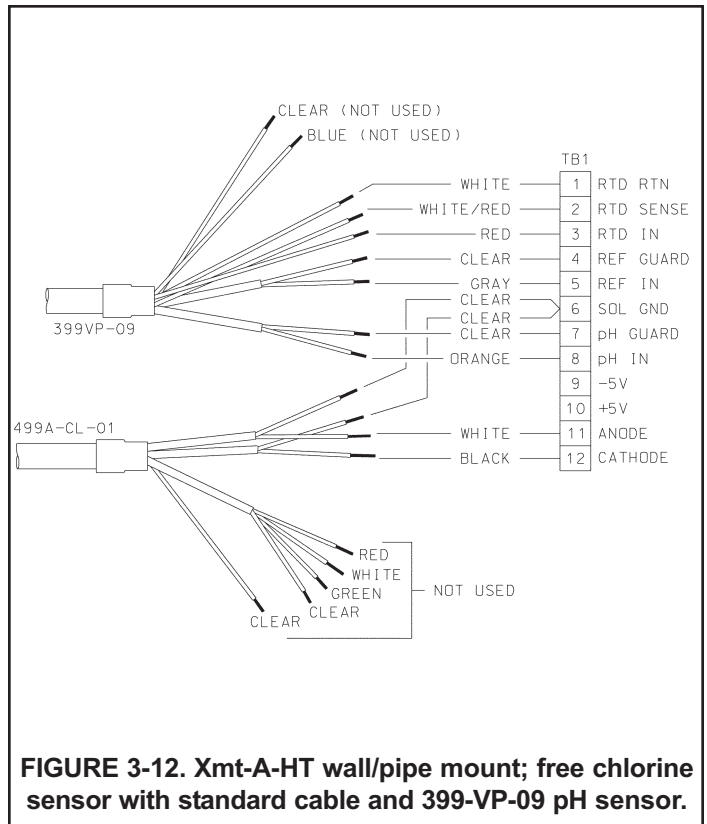 CLEAR (NOT USED)
BLUE (NOT USED)
TB1
WHITE 1 RTD RTN
WHITE/RED 2 RTD SENSE
RED 3 RTD IN
CLEAR 4 REF GUARD
GRAY 5 REF IN
CLEAR 6 SOL GND
CLEAR
CLEAR 7 pH GUARD
ORANGE 8 pH IN
9 -5V
10 +5V
WHITE 11 ANODE
BLACK 12 CATHODE
399VP-09
499A-CL-01
RED
WHITE
GREEN
CLEAR
CLEAR
NOT USED
FIGURE 3-12. Xmt-A-HT wall/pipe mount; free chlorine
sensor with standard cable and 399-VP-09 pH sensor.